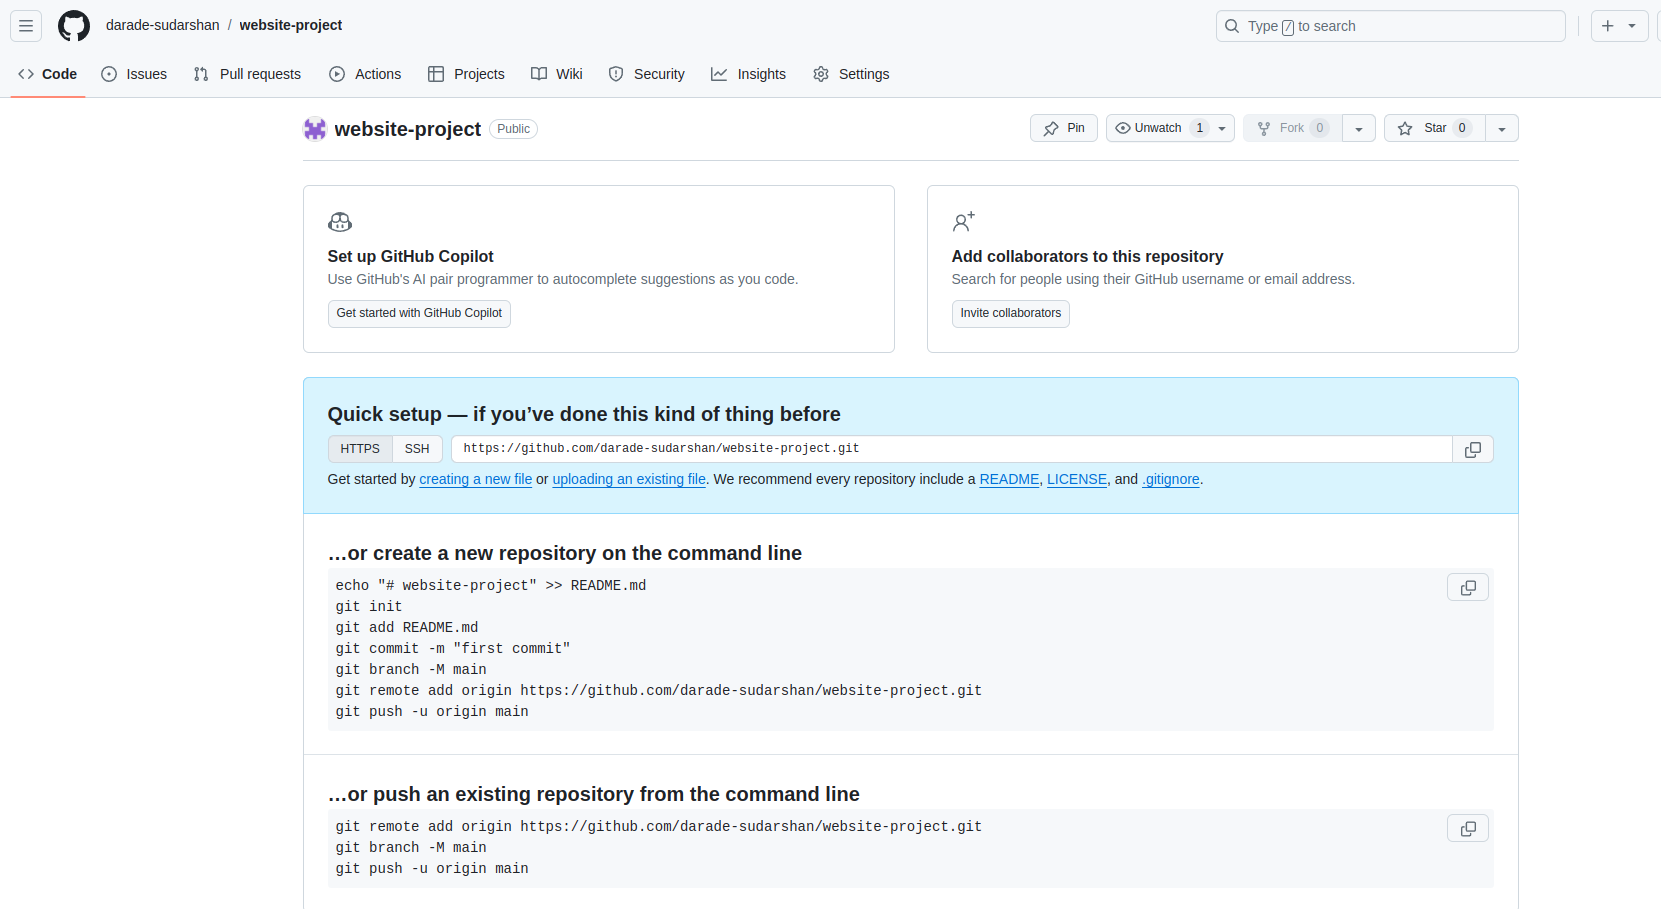 darade-sudarshan / website-project
Type / to search
Code Issues Pull requests Actions Projects Wiki Security Insights Settings
website-project Public
Pin Unwatch 1 Fork 0 Star 0
Set up GitHub Copilot
Use GitHub's AI pair programmer to autocomplete suggestions as you code.
Get started with GitHub Copilot
Add collaborators to this repository
Search for people using their GitHub username or email address.
Invite collaborators
Quick setup — if you’ve done this kind of thing before
HTTPS SSH https://github.com/darade-sudarshan/website-project.git
Get started by creating a new file or uploading an existing file. We recommend every repository include a README, LICENSE, and .gitignore.
…or create a new repository on the command line
echo "# website-project" >> README.md
git init
git add README.md
git commit -m "first commit"
git branch -M main
git remote add origin https://github.com/darade-sudarshan/website-project.git
git push -u origin main
…or push an existing repository from the command line
git remote add origin https://github.com/darade-sudarshan/website-project.git
git branch -M main
git push -u origin main